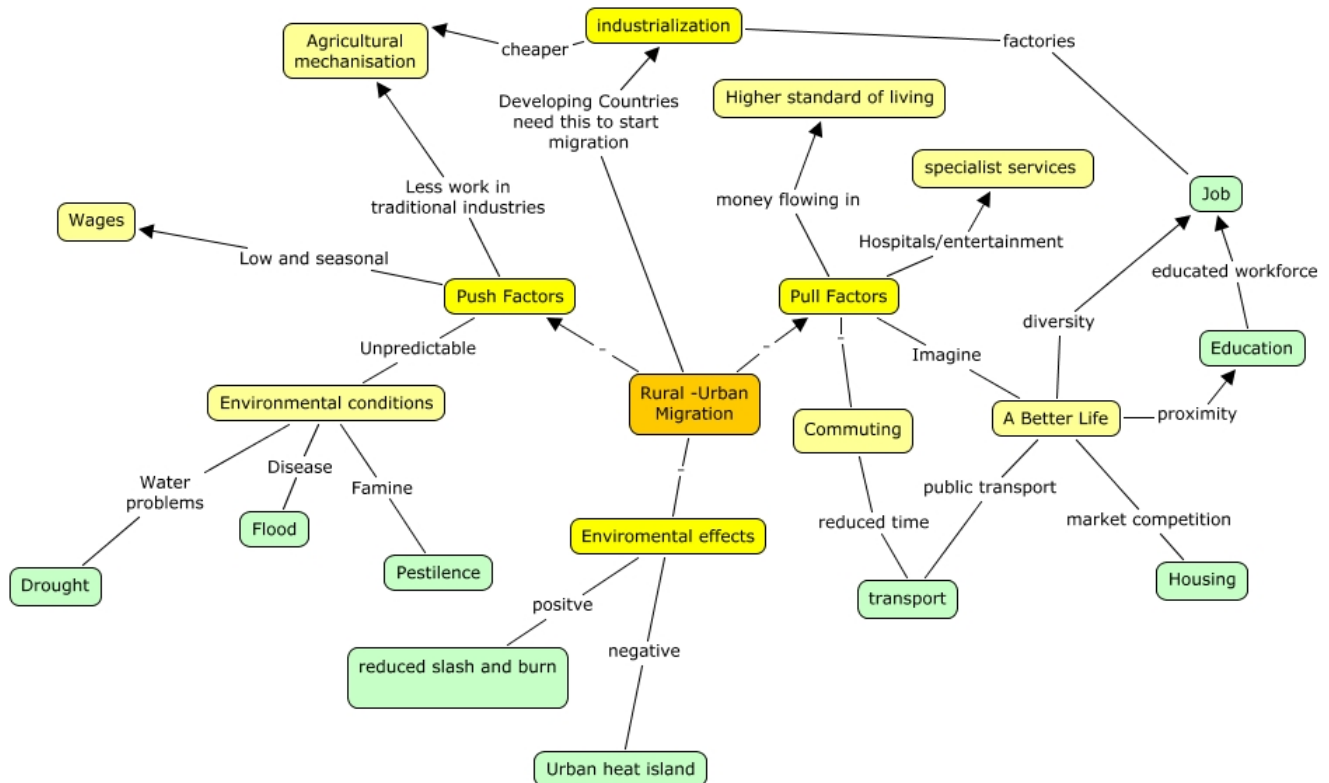 industrialization
Agricultural
mechanisation
cheaper
factories
Developing Countries
need this to start
migration
Higher standard of living
specialist services
Less work in
traditional industries
money flowing in
Job
Wages
Hospitals/entertainment
Low and seasonal
educated workforce
Push Factors
Pull Factors
diversity
Unpredictable
-
-
-
Imagine
Education
Environmental conditions
Rural -Urban
Migration
Commuting
A Better Life
proximity
Water
problems
Disease
Famine
-
public transport
Flood
Enviromental effects
reduced time
market competition
Drought
Pestilence
transport
Housing
positve
negative
reduced slash and burn
Urban heat island